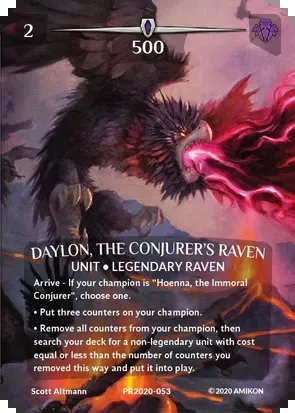 2
500
DAYLON, THE CONJURER'S RAVEN
UNIT • LEGENDARY RAVEN
Arrive - If your champion is "Hoenna, the Immoral
Conjurer", choose one.
• Put three counters on your champion.
• Remove all counters from your champion, then
search your deck for a non-legendary unit with cost
equal or less than the number of counters you
removed this way and put it into play.
Scott Altmann PR2020-053 © 2020 AMIKON